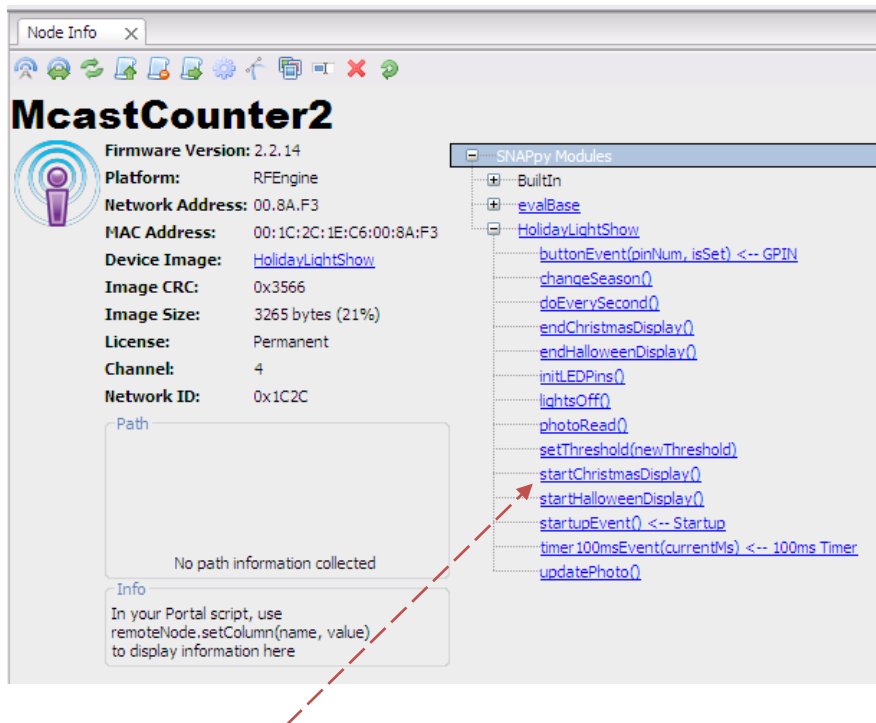 Node Info
McastCounter2
Firmware Version: 2.2.14
Platform: RFEngine
Network Address: 00.8A.F3
MAC Address: 00:1C:2C:1E:C6:00:8A:F3
Device Image: HolidayLightShow
Image CRC: 0x3566
Image Size: 3265 bytes (21%)
License: Permanent
Channel: 4
Network ID: 0x1C2C
Path
No path information collected
Info
In your Portal script, use
remoteNode.setColumn(name, value)
to display information here
SNAPpy Modules
BuiltIn
evalBase
HolidayLightShow
buttonEvent(pinNum, isSet) <-- GPIN
changeSeason()
doEverySecond()
endChristmasDisplay()
endHalloweenDisplay()
initLEDPins()
lightsOff()
photoRead()
setThreshold(newThreshold)
startChristmasDisplay()
startHalloweenDisplay()
startupEvent() <-- Startup
timer100msEvent(currentMs) <-- 100ms Timer
updatePhoto()